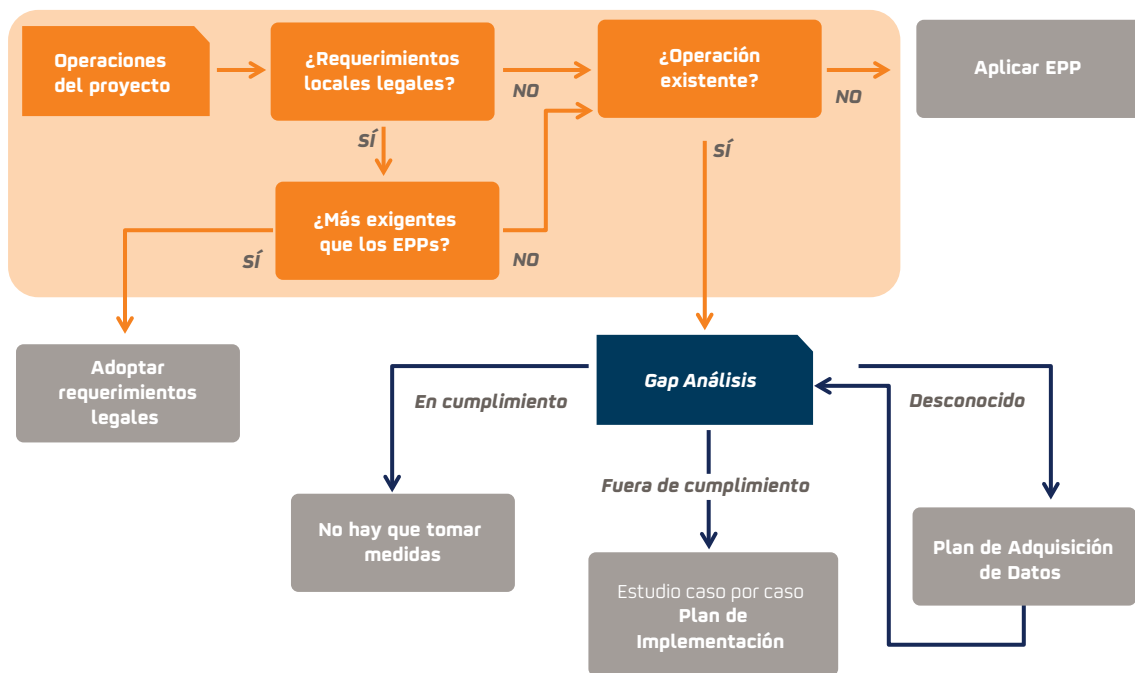 Operaciones
del proyecto
¿Requerimientos
locales legales?
NO
¿Operación
existente?
NO
Aplicar EPP
SÍ
SÍ
¿Más exigentes
que los EPPs?
SÍ
NO
Adoptar
requerimientos
legales
Gap Análisis
En cumplimiento
Desconocido
Fuera de cumplimiento
No hay que tomar
medidas
Estudio caso por caso
Plan de
Implementación
Plan de Adquisición
de Datos